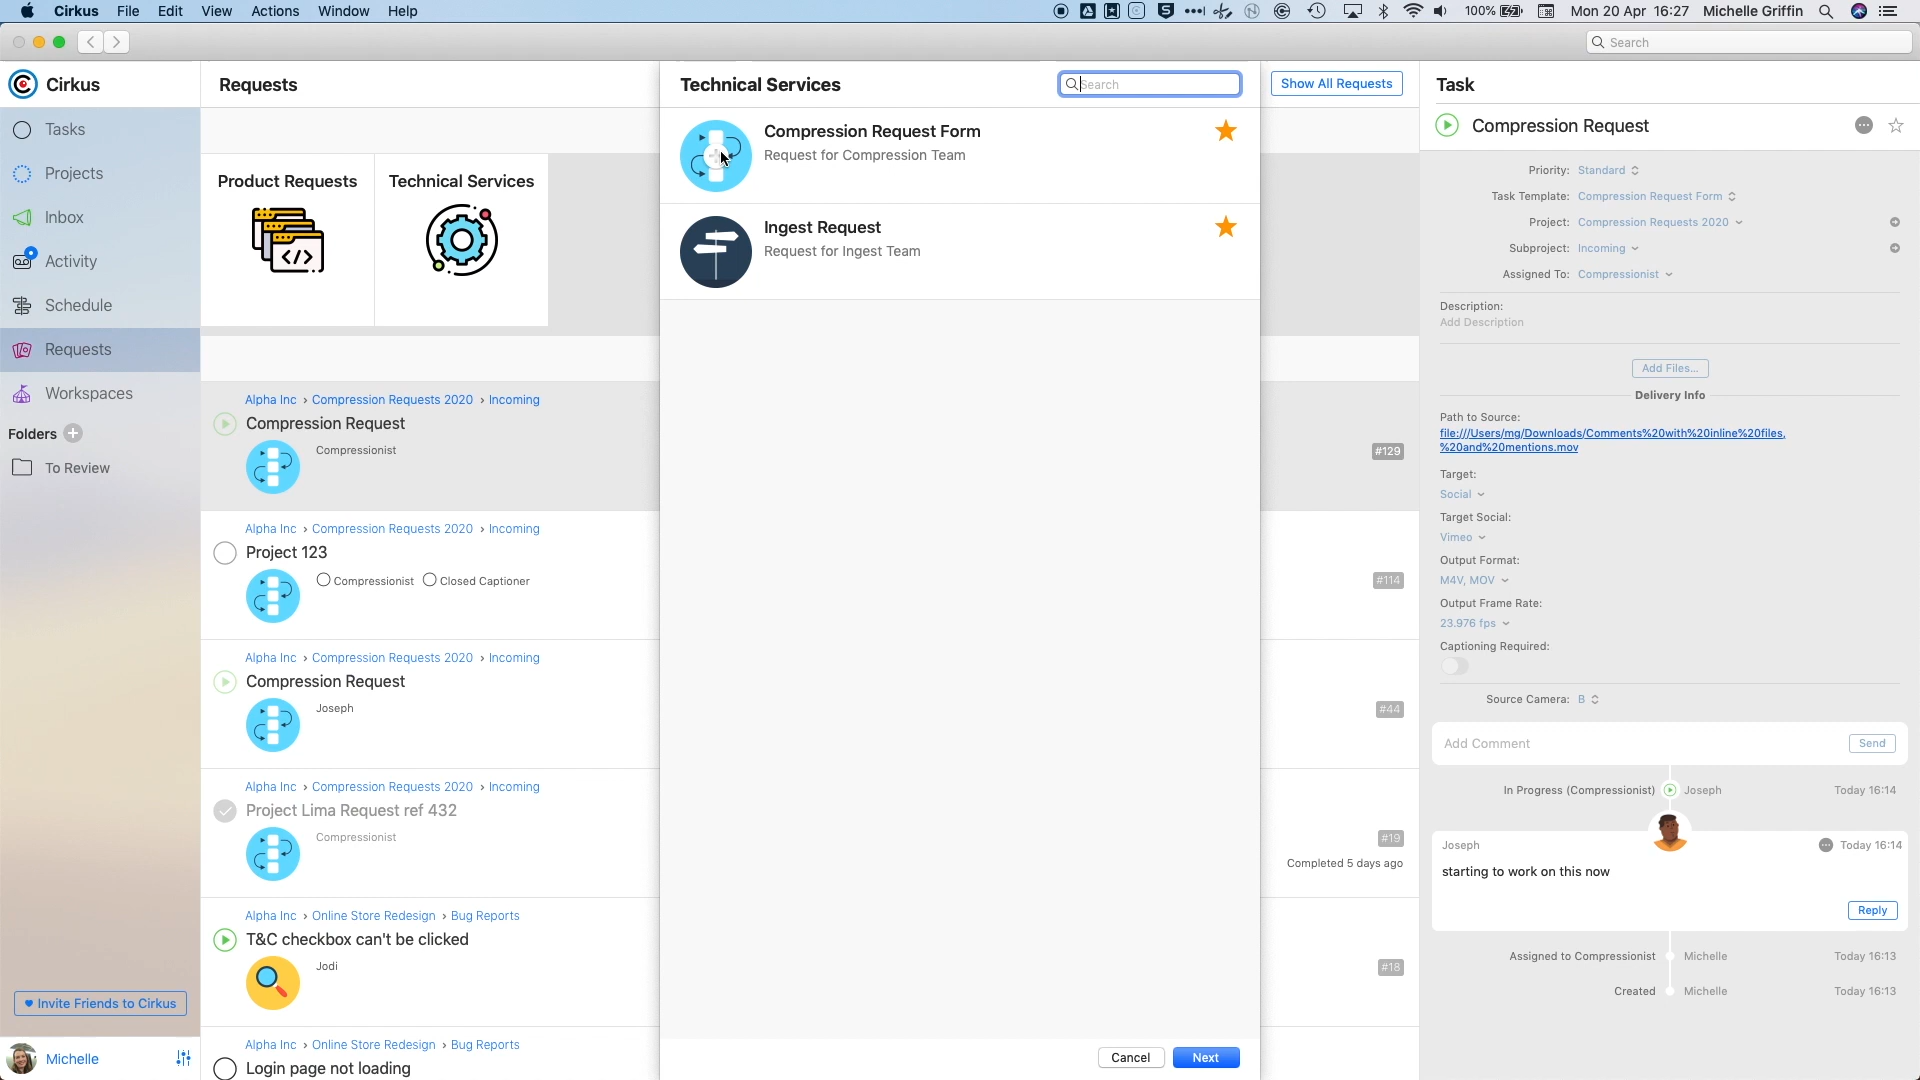 Cirkus File Edit View Actions Window Help
100% Mon 20 Apr 16:27 Michelle Griffin
Search
Cirkus
Tasks
Projects
Inbox
Activity
Schedule
Requests
Workspaces
Folders
To Review
Invite Friends to Cirkus
Michelle
Requests
Product Requests
Technical Services
Alpha Inc › Compression Requests 2020 › Incoming
Compression Request
Compressionist
#129
Alpha Inc › Compression Requests 2020 › Incoming
Project 123
Compressionist Closed Captioner
#114
Alpha Inc › Compression Requests 2020 › Incoming
Compression Request
Joseph
#44
Alpha Inc › Compression Requests 2020 › Incoming
Project Lima Request ref 432
Compressionist
#19
Completed 5 days ago
Alpha Inc › Online Store Redesign › Bug Reports
T&C checkbox can't be clicked
Jodi
#18
Alpha Inc › Online Store Redesign › Bug Reports
Login page not loading
Technical Services
Search
Compression Request Form
Request for Compression Team
Ingest Request
Request for Ingest Team
Cancel Next
Show All Requests
Task
Compression Request
Priority: Standard
Task Template: Compression Request Form
Project: Compression Requests 2020
Subproject: Incoming
Assigned To: Compressionist
Description:
Add Description
Add Files...
Delivery Info
Path to Source:
file:///Users/mg/Downloads/Comments%20with%20inline%20files,
%20and%20mentions.mov
Target:
Social
Target Social:
Vimeo
Output Format:
M4V, MOV
Output Frame Rate:
23.976 fps
Captioning Required:
Source Camera: B
Add Comment Send
In Progress (Compressionist) Joseph Today 16:14
Joseph Today 16:14
starting to work on this now
Reply
Assigned to Compressionist Michelle Today 16:13
Created Michelle Today 16:13